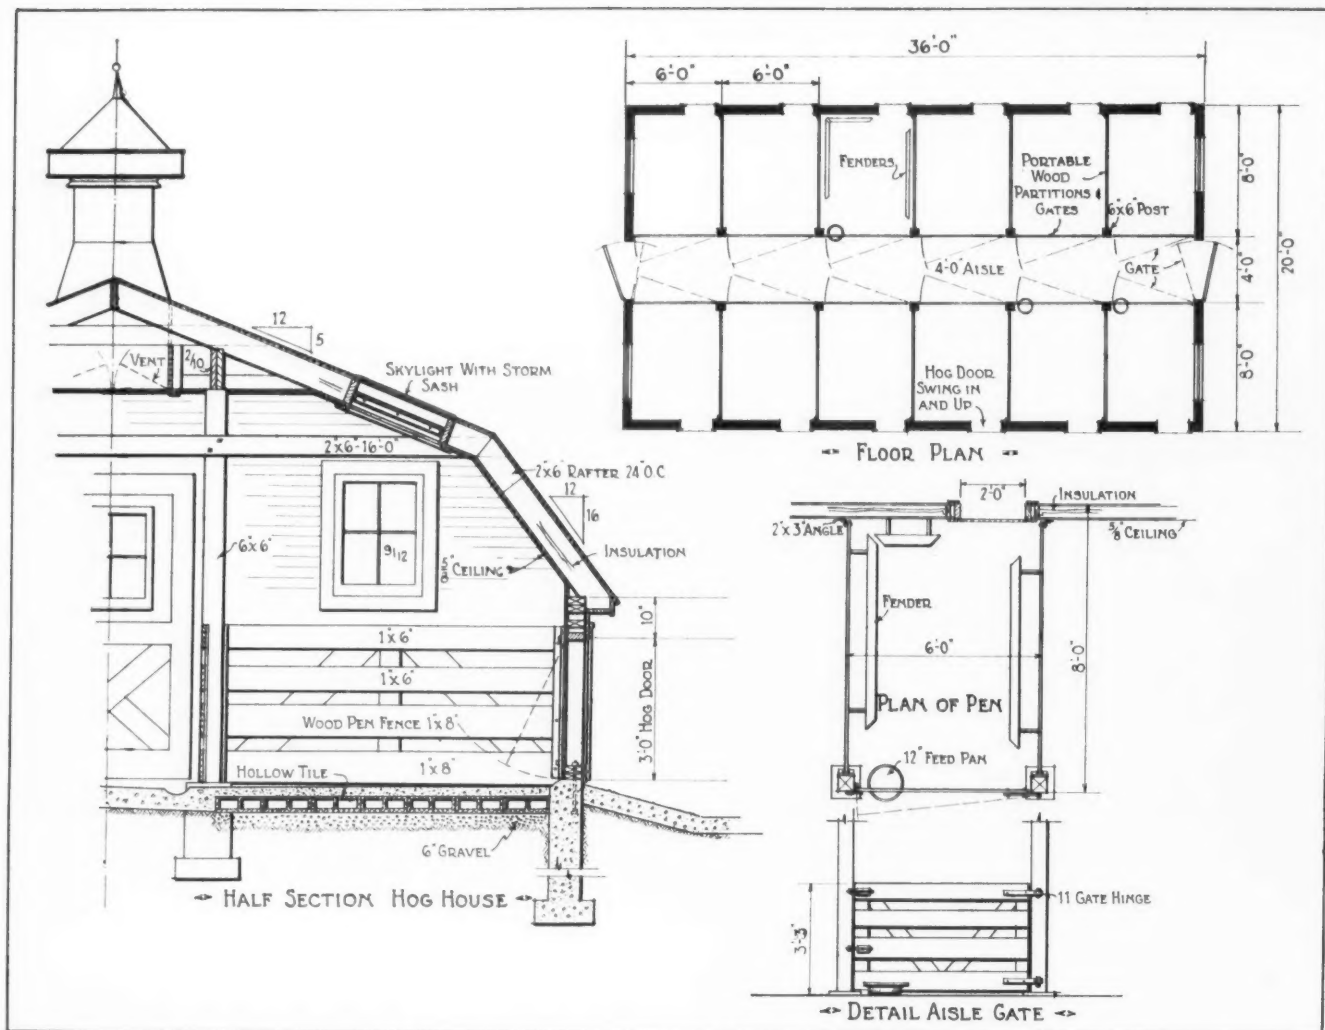 36'-0"
6'-0"
6'-0"
Fenders
Portable
Wood
Partitions &
Gates
6"x6" Post
8'-0"
4'-0" Aisle
Gate
4'-0"
20'-0"
Hog Door
Swing in
and Up
8'-0"
Floor Plan
12
5
Vent
2/10
Skylight With Storm
Sash
2"x6"-16'-0"
2"x6" Rafter 24" O.C
12
16
6"x6"
9/12
Insulation
5/8" Ceiling
10"
1"x6"
1"x6"
Wood Pen Fence 1"x8"
1"x8"
3'-0" Hog Door
Hollow Tile
6" Gravel
Half Section Hog House
2'-0"
Insulation
2"x3" Angle
5/8 Ceiling
Fender
6'-0"
8'-0"
Plan of Pen
12" Feed Pan
11 Gate Hinge
3'-3"
Detail Aisle Gate